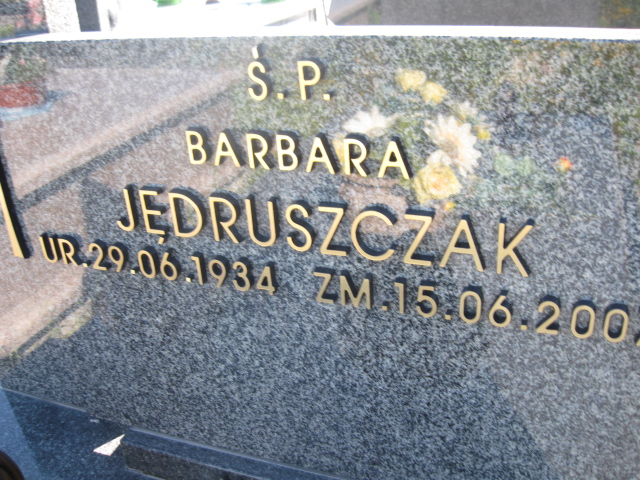 Ś.P.
BARBARA
JĘDRUSZCZAK
UR.29.06.1934 ZM.15.06.200